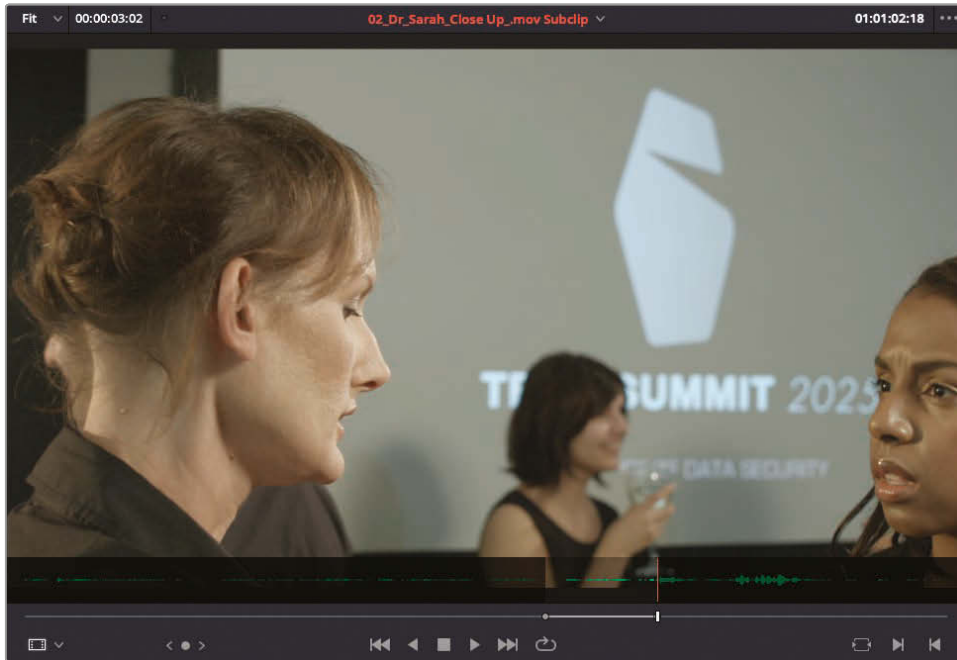 Fit 00:00:03:02 02_Dr_Sarah_Close Up_.mov Subclip 01:01:02:18
SUMMIT 2025
DATA SECURITY